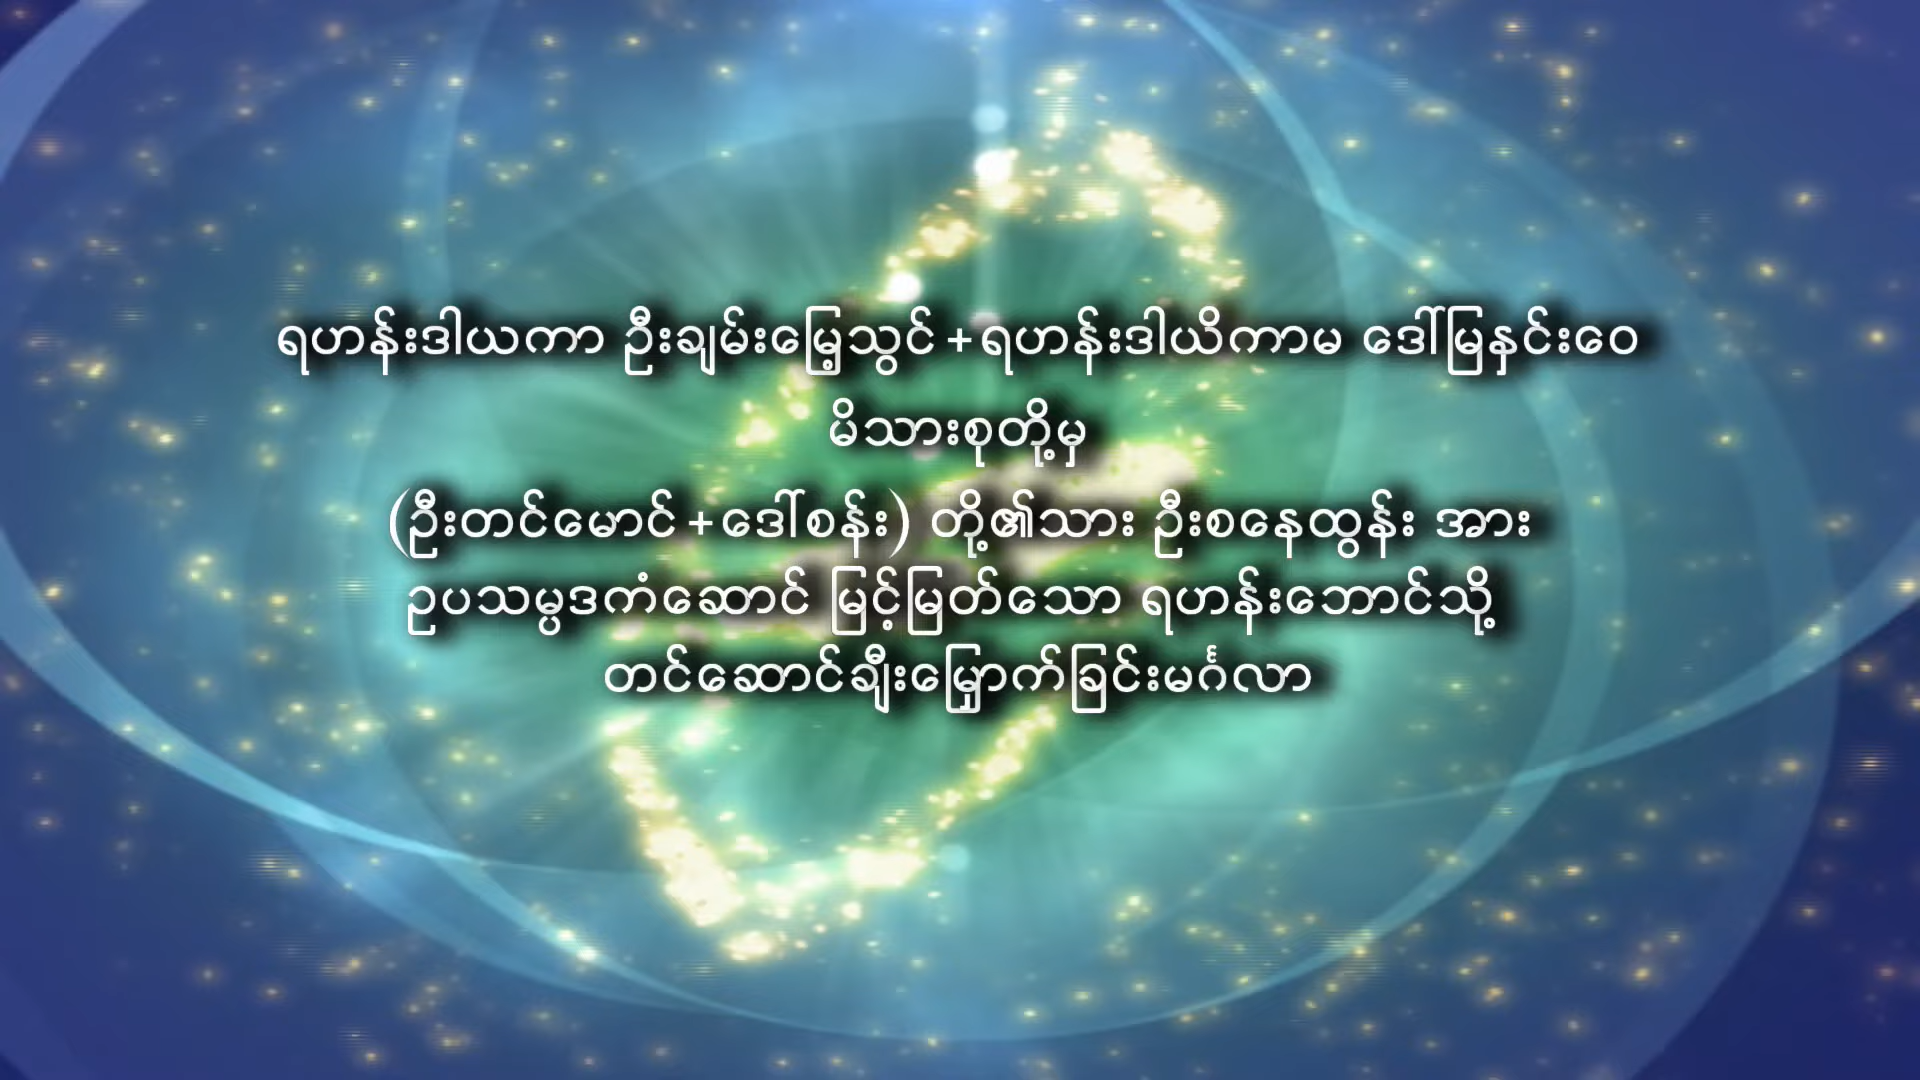 ရဟန်းဒါယကာ ဦးချမ်းမြေ့သွင်+ရဟန်းဒါယိကာမ ဒေါ်မြနှင်းဝေ
မိသားစုတို့မှ
(ဦးတင်မောင်+ဒေါ်စန်း) တို့၏သား ဦးစနေထွန်း အား
ဥပသမ္ပဒကံဆောင် မြင့်မြတ်သော ရဟန်းဘောင်သို့
တင်ဆောင်ချီးမြှောက်ခြင်းမင်္ဂလာ